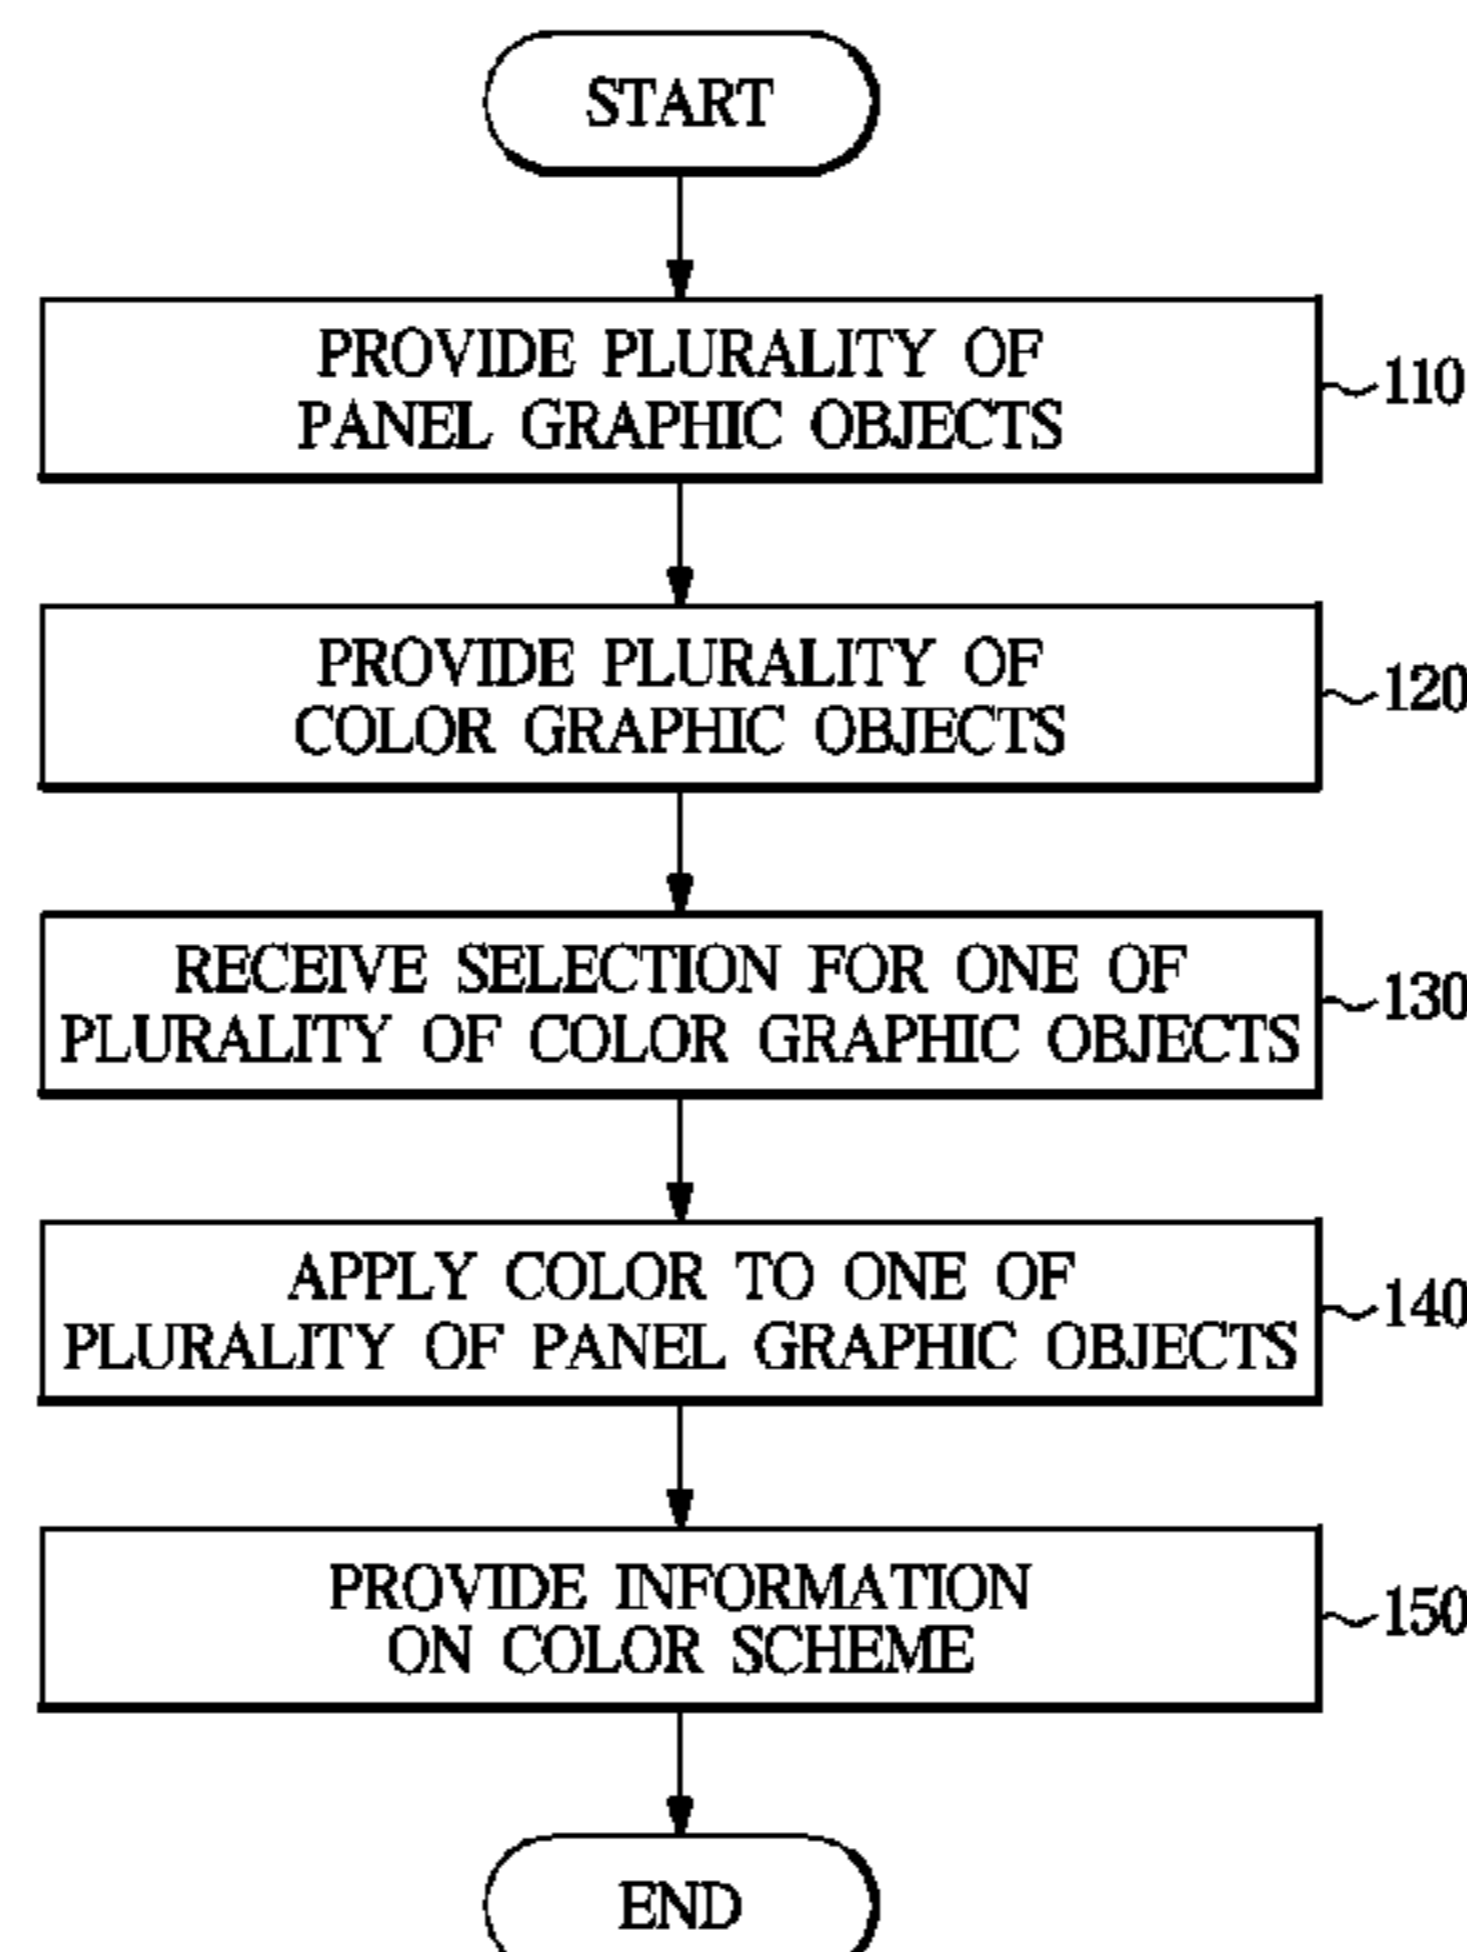 START
PROVIDE PLURALITY OF
PANEL GRAPHIC OBJECTS
110
PROVIDE PLURALITY OF
COLOR GRAPHIC OBJECTS
120
RECEIVE SELECTION FOR ONE OF
PLURALITY OF COLOR GRAPHIC OBJECTS
130
APPLY COLOR TO ONE OF
PLURALITY OF PANEL GRAPHIC OBJECTS
140
PROVIDE INFORMATION
ON COLOR SCHEME
150
END